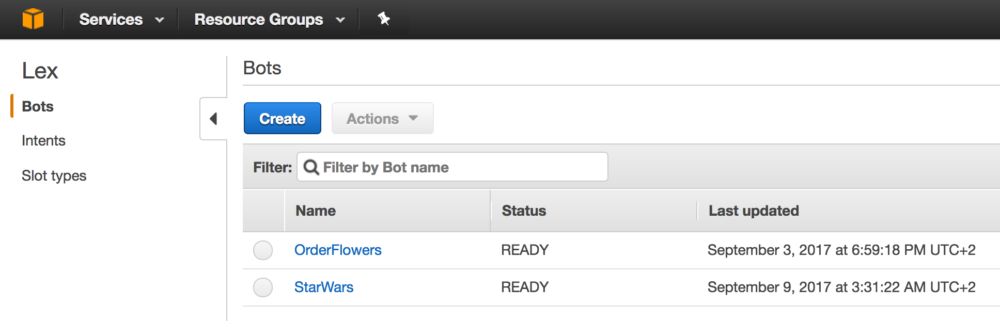 Services Resource Groups
Lex
Bots
Intents
Slot types
Bots
Create Actions
Filter: Filter by Bot name
Name Status Last updated
OrderFlowers READY September 3, 2017 at 6:59:18 PM UTC+2
StarWars READY September 9, 2017 at 3:31:22 AM UTC+2